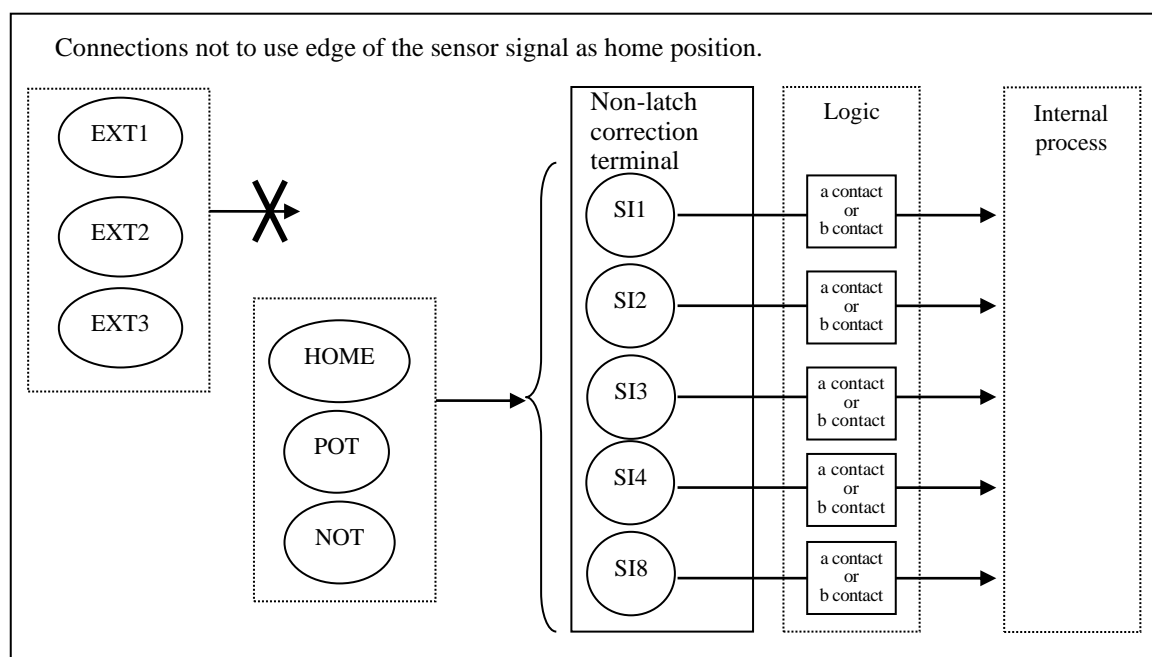 Connections not to use edge of the sensor signal as home position.
EXT1
EXT2
EXT3
HOME
POT
NOT
Non-latch
correction
terminal
SI1
SI2
SI3
SI4
SI8
Logic
a contact
or
b contact
a contact
or
b contact
a contact
or
b contact
a contact
or
b contact
a contact
or
b contact
Internal
process